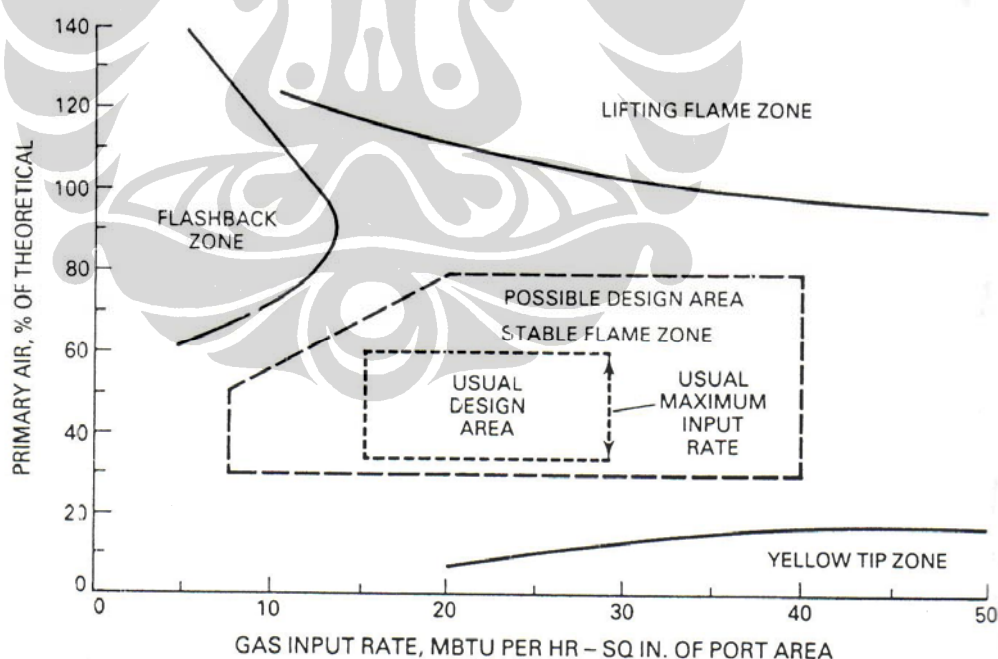 140
120
100
80
60
40
20
0
PRIMARY AIR, % OF THEORETICAL
LIFTING FLAME ZONE
FLASHBACK
ZONE
POSSIBLE DESIGN AREA
STABLE FLAME ZONE
USUAL
DESIGN
AREA
USUAL
MAXIMUM
INPUT
RATE
YELLOW TIP ZONE
0
10
20
30
40
50
GAS INPUT RATE, MBTU PER HR – SQ IN. OF PORT AREA